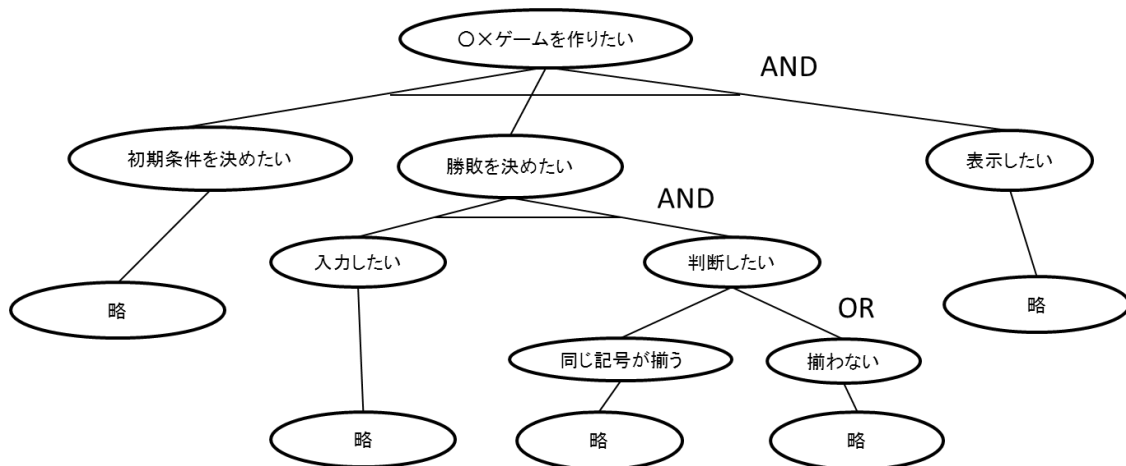 〇×ゲームを作りたい
AND
初期条件を決めたい
勝敗を決めたい
表示したい
AND
入力したい
判断したい
略
略
OR
同じ記号が揃う
揃わない
略
略
略